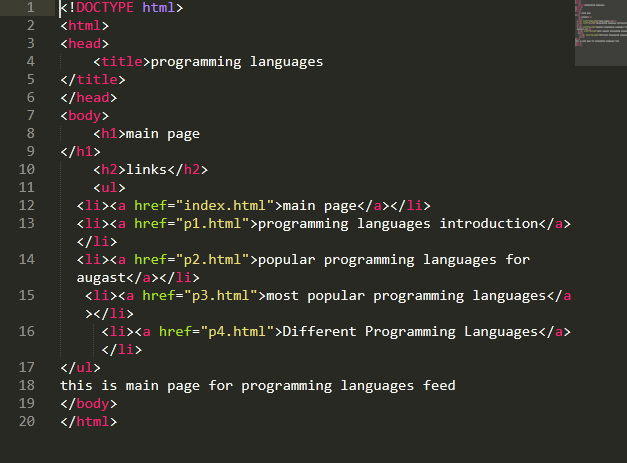 1 <!DOCTYPE html>
2 <html>
3 <head>
4 <title>programming languages
5 </title>
6 </head>
7 <body>
8 <h1>main page
9 </h1>
10 <h2>links</h2>
11 <ul>
12 <li><a href="index.html">main page</a></li>
13 <li><a href="p1.html">programming languages introduction</a>
</li>
14 <li><a href="p2.html">popular programming languages for
augast</a></li>
15 <li><a href="p3.html">most popular programming languages</a
></li>
16 <li><a href="p4.html">Different Programming Languages</a>
</li>
17 </ul>
18 this is main page for programming languages feed
19 </body>
20 </html>